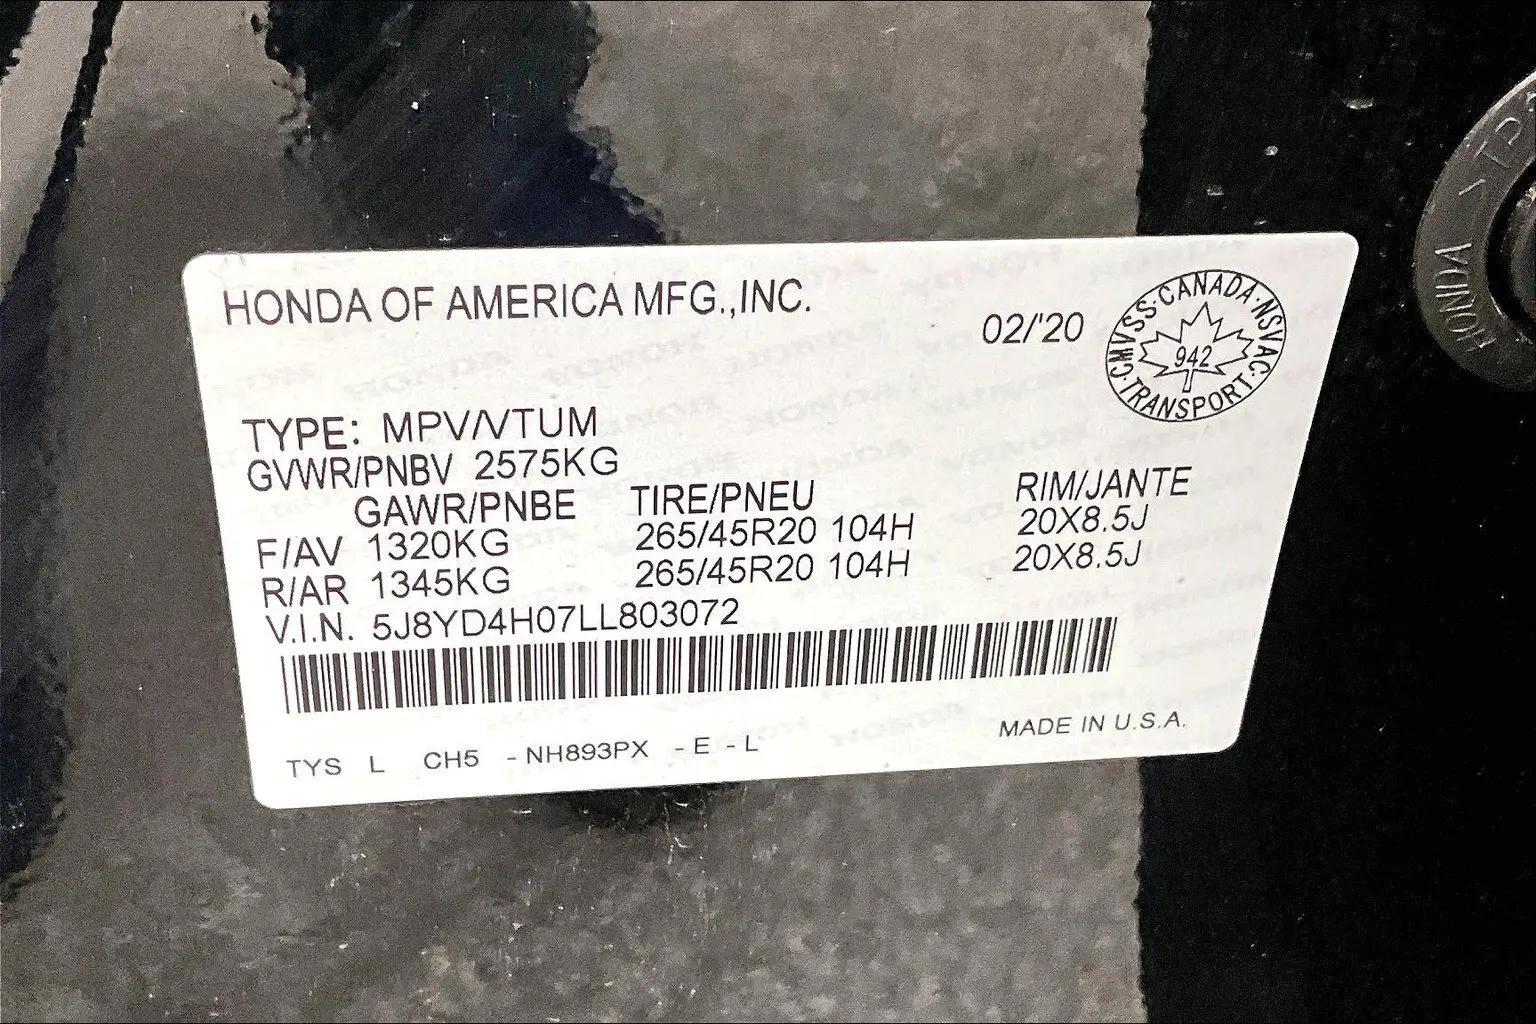 HONDA OF AMERICA MFG.,INC.
02/'20
CMVSS·CANADA·NSVAC·TRANSPORT·
942
TYPE: MPV/VTUM
GVWR/PNBV 2575KG
GAWR/PNBE TIRE/PNEU RIM/JANTE
F/AV 1320KG 265/45R20 104H 20X8.5J
R/AR 1345KG 265/45R20 104H 20X8.5J
V.I.N. 5J8YD4H07LL803072
TYS L CH5 -NH893PX -E -L
MADE IN U.S.A.
HONDA